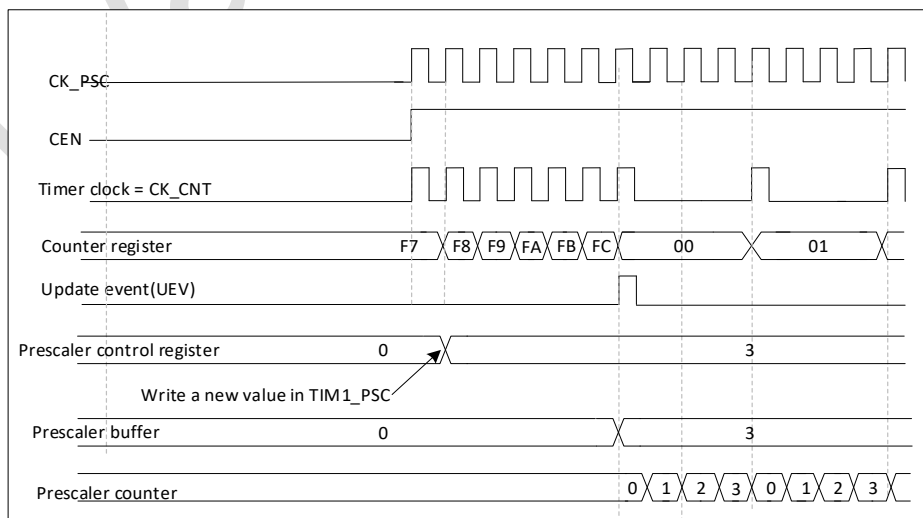 CK_PSC
CEN
Timer clock = CK_CNT
Counter register F7 F8 F9 FA FB FC 00 01
Update event(UEV)
Prescaler control register 0 3
Write a new value in TIM1_PSC
Prescaler buffer 0 3
Prescaler counter 0 1 2 3 0 1 2 3